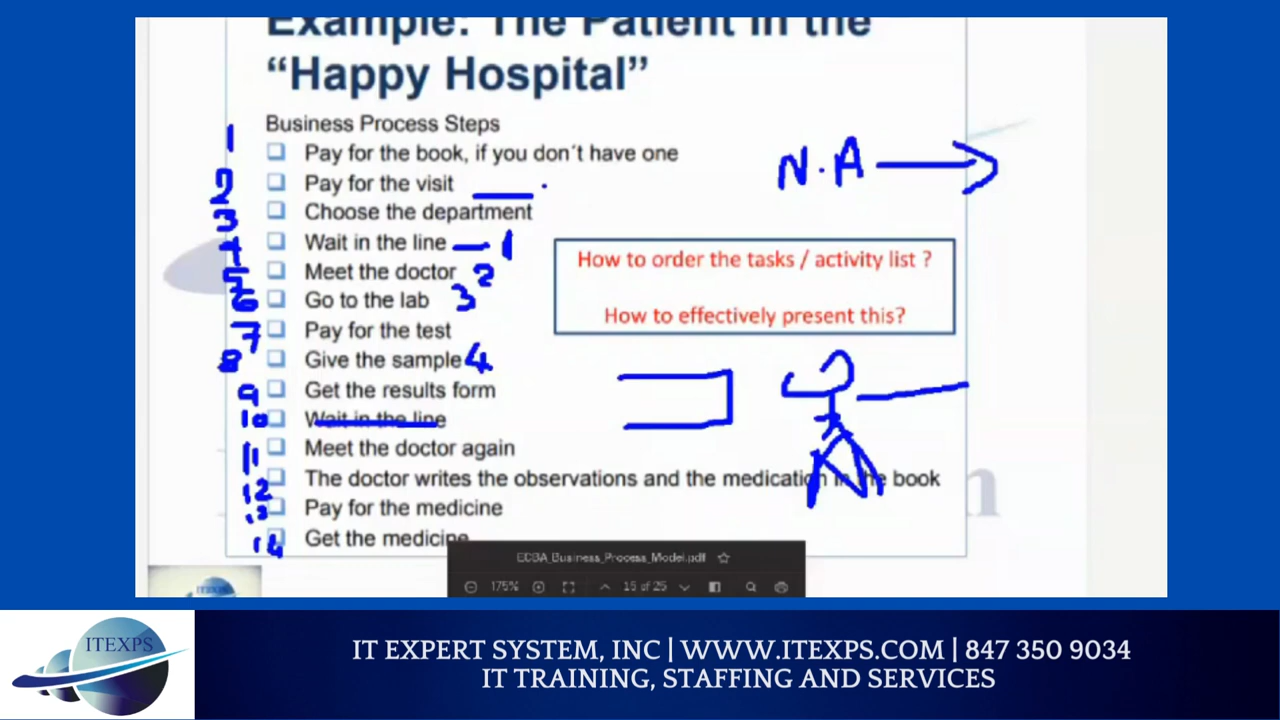 Example: The Patient in the
“Happy Hospital”
Business Process Steps
1 Pay for the book, if you don´t have one
N.A
2 Pay for the visit
3 Choose the department
4 Wait in the line 1
5 Meet the doctor 2
6 Go to the lab 3
7 Pay for the test
8 Give the sample 4
9 Get the results form
10 Wait in the line
11 Meet the doctor again
12 The doctor writes the observations and the medication in the book
13 Pay for the medicine
14 Get the medicine
How to order the tasks / activity list ?
How to effectively present this?
ECBA_Business_Process_Model.pdf
175% 15 of 25
ITEXPS
ITEXPS
IT EXPERT SYSTEM, INC | WWW.ITEXPS.COM | 847 350 9034
IT TRAINING, STAFFING AND SERVICES